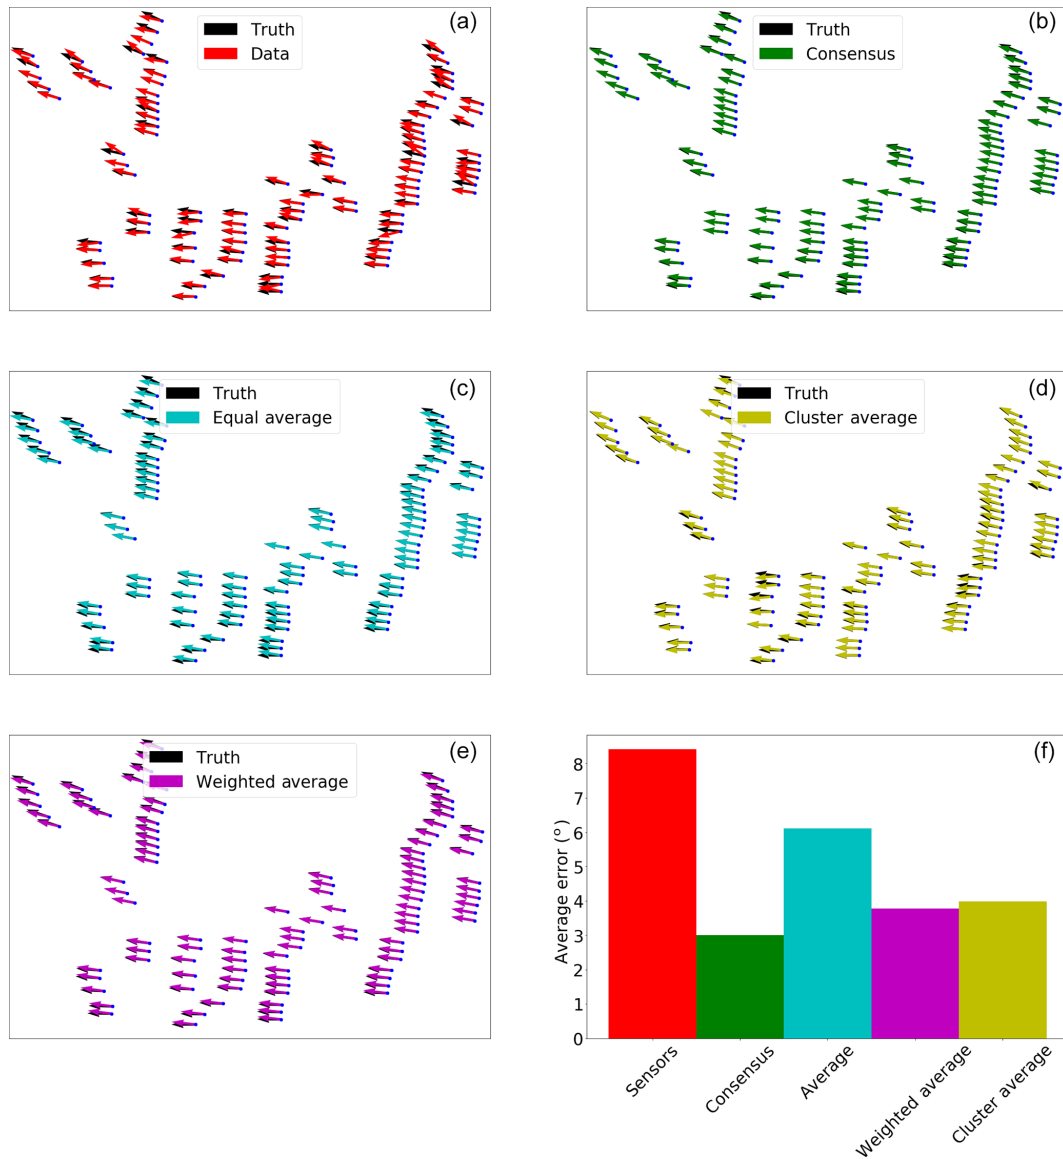 (a)
Truth
Data
(b)
Truth
Consensus
(c)
Truth
Equal average
(d)
Truth
Cluster average
(e)
Truth
Weighted average
(f)
8
7
6
5
4
3
2
1
0
Average error (°)
Sensors
Consensus
Average
Weighted average
Cluster average